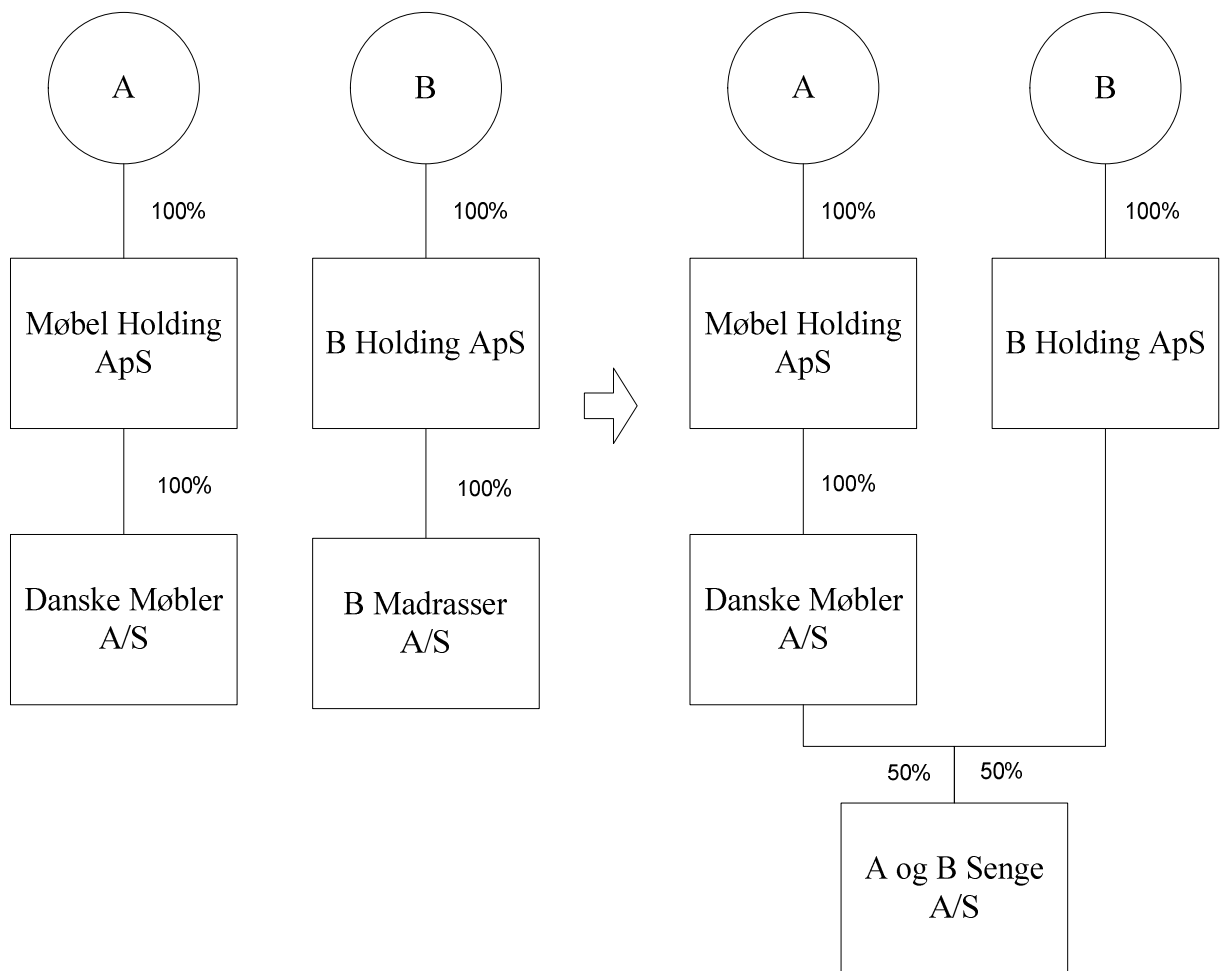 A
B
A
B
100%
100%
100%
100%
Møbel Holding
ApS
B Holding ApS
Møbel Holding
ApS
B Holding ApS
100%
100%
100%
Danske Møbler
A/S
B Madrasser
A/S
Danske Møbler
A/S
50%
50%
A og B Senge
A/S